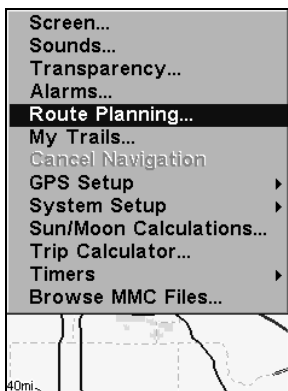 Screen...
Sounds...
Transparency...
Alarms...
Route Planning...
My Trails...
Cancel Navigation
GPS Setup
System Setup
Sun/Moon Calculations...
Trip Calculator...
Timers
Browse MMC Files...
40mi